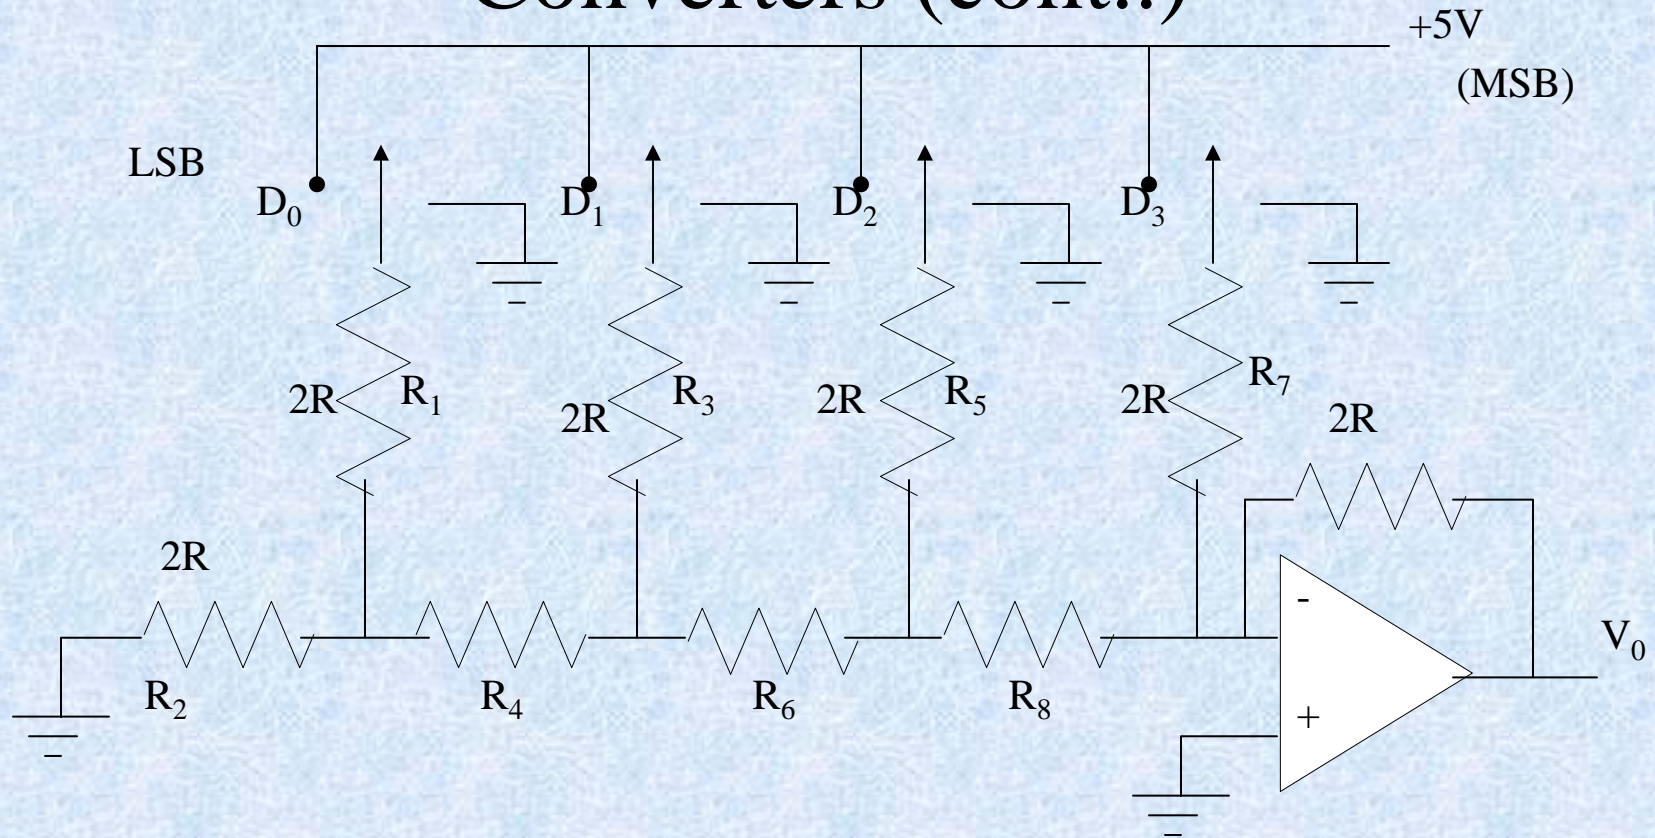 Converters (cont..)
+5V
(MSB)
LSB
D₀ D₁ D₂ D₃
2R R₁ 2R R₃ 2R R₅ 2R R₇
2R
2R
-
V₀
R₂ R₄ R₆ R₈
+